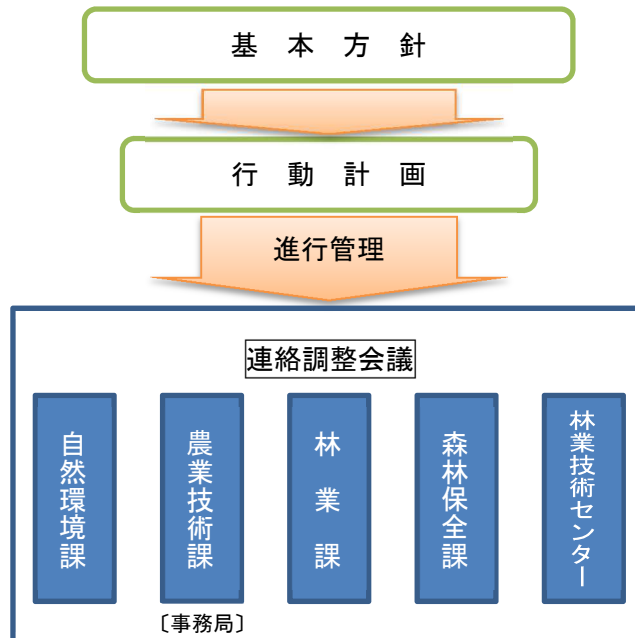 基　本　方　針
行　動　計　画
進行管理
連絡調整会議
自然環境課
農業技術課
林　業　課
森林保全課
林業技術センター
〔事務局〕